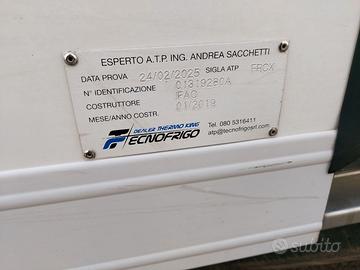 ESPERTO A.T.P. ING. ANDREA SACCHETTI
DATA PROVA 24/02/2025 SIGLA ATP FRCX
N° IDENTIFICAZIONE 01319280A
COSTRUTTORE
MESE/ANNO COSTR. 01/2019
DEALER THERMO KING
TECNOFRIGO
Tel. 080 5316411
atp@tecnofrigosrl.com
subito